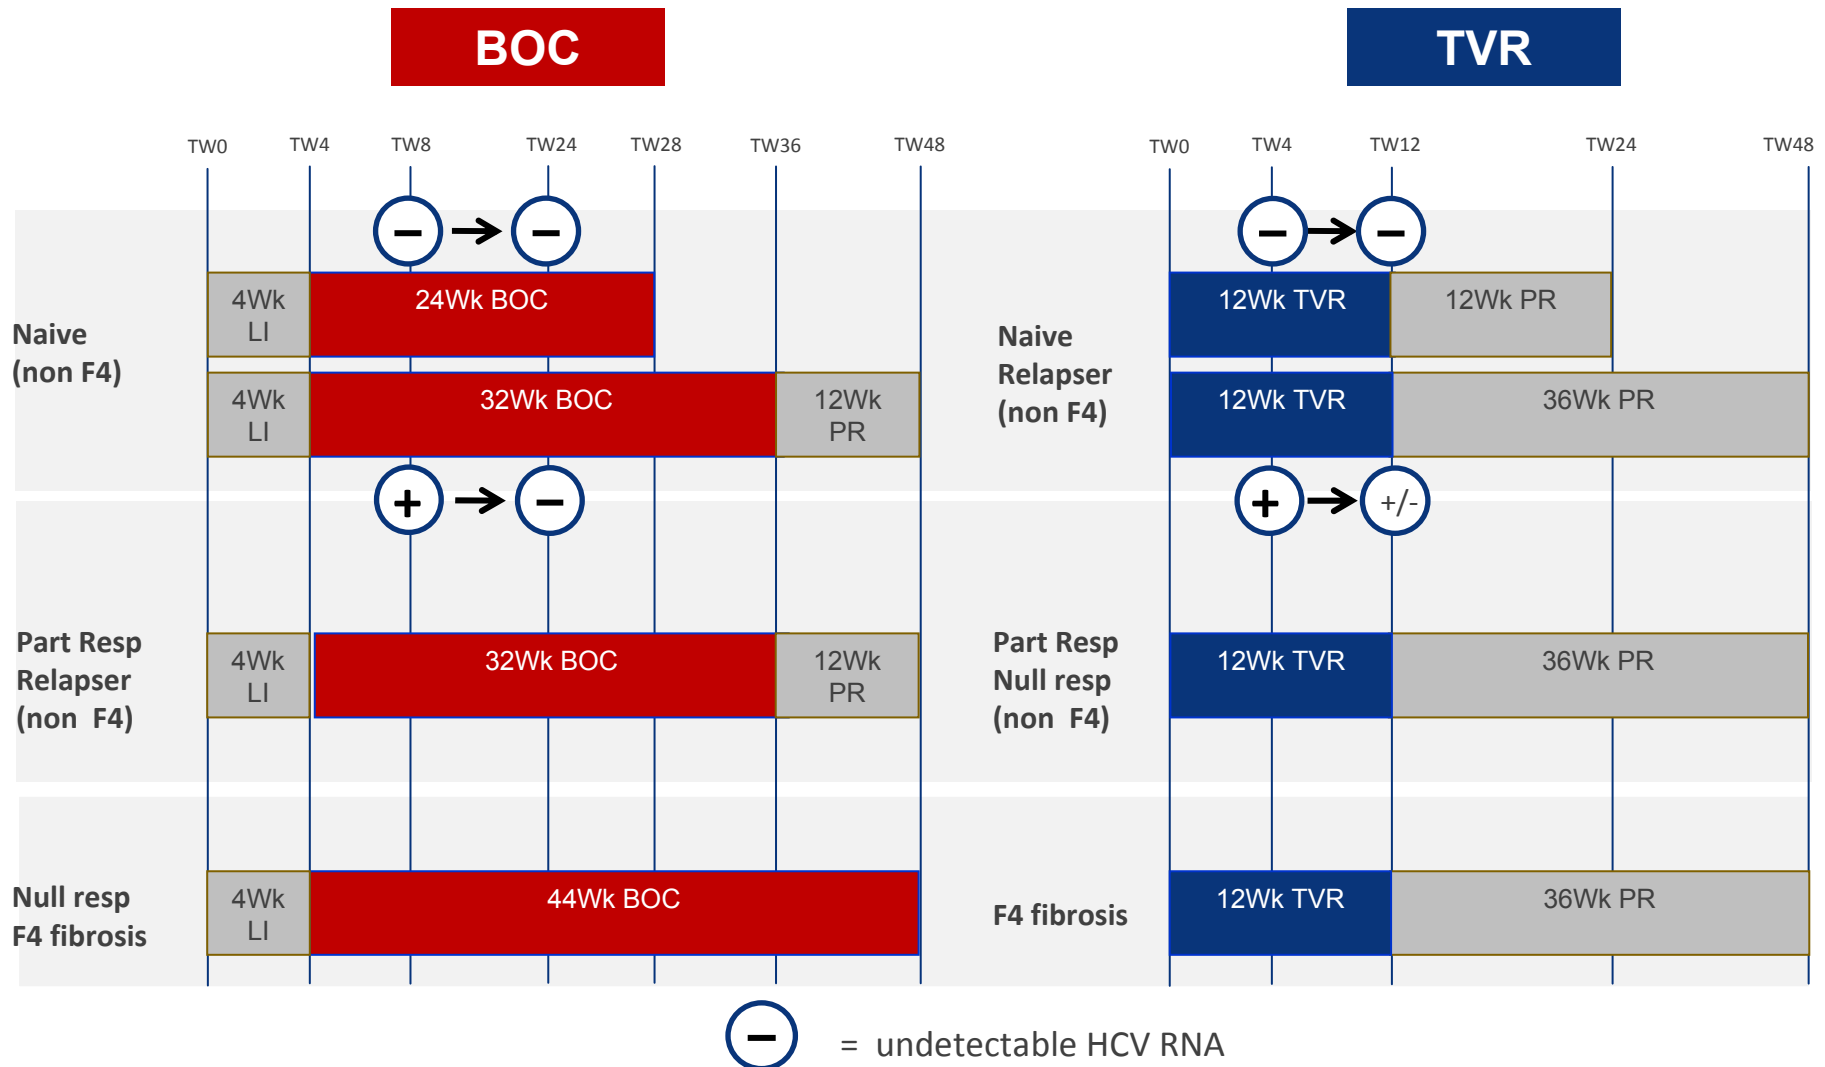 BOC
TVR
TW0 TW4 TW8 TW24 TW28 TW36 TW48
TW0 TW4 TW12 TW24 TW48
− → −
− → −
Naive
(non F4)
4Wk
LI
24Wk BOC
4Wk
LI
32Wk BOC
12Wk
PR
+ → −
Naive
Relapser
(non F4)
12Wk TVR
12Wk PR
12Wk TVR
36Wk PR
+ → +/-
Part Resp
Relapser
(non F4)
4Wk
LI
32Wk BOC
12Wk
PR
Part Resp
Null resp
(non F4)
12Wk TVR
36Wk PR
Null resp
F4 fibrosis
4Wk
LI
44Wk BOC
F4 fibrosis
12Wk TVR
36Wk PR
− = undetectable HCV RNA